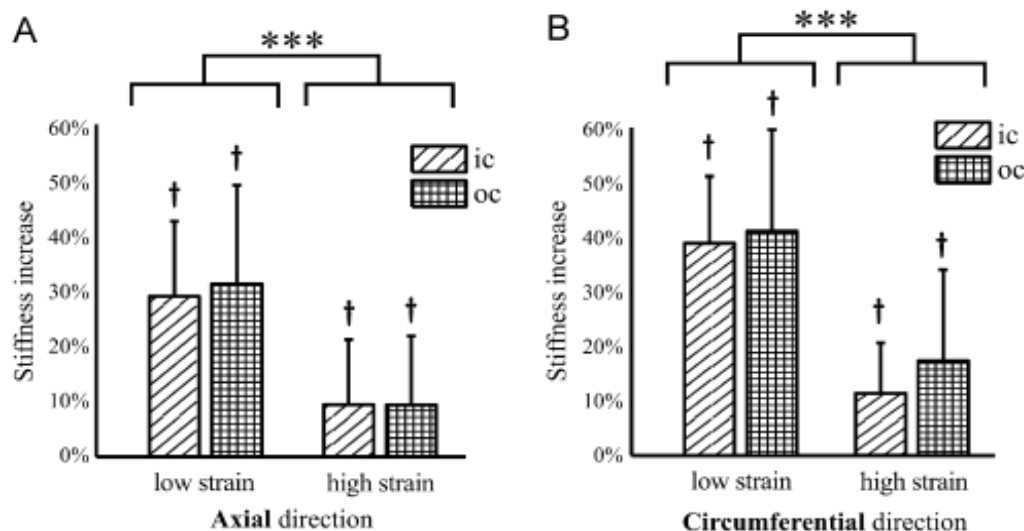 A
***
60%
50%
40%
30%
20%
10%
0%
Stiffness increase
† † † †
ic
oc
low strain high strain
Axial direction
B
***
60%
50%
40%
30%
20%
10%
0%
Stiffness increase
† † † †
ic
oc
low strain high strain
Circumferential direction